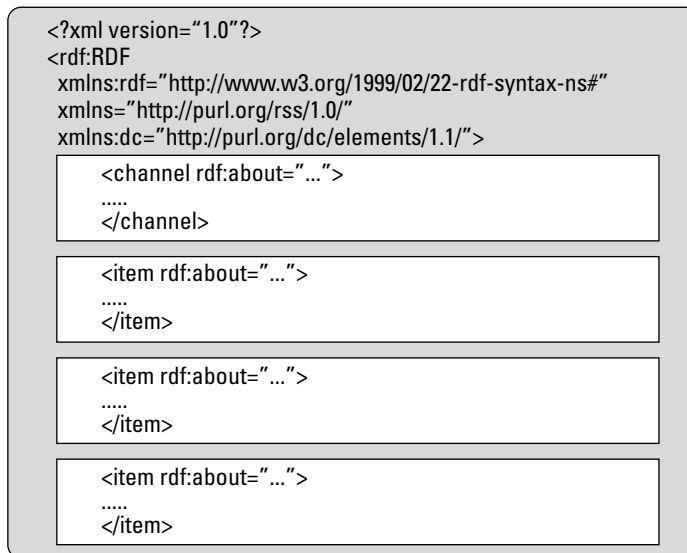 <?xml version=“1.0”?>
<rdf:RDF
xmlns:rdf=”http://www.w3.org/1999/02/22-rdf-syntax-ns#”
xmlns=”http://purl.org/rss/1.0/”
xmlns:dc=”http://purl.org/dc/elements/1.1/”>
<channel rdf:about=”...”>
.....
</channel>
<item rdf:about=”...”>
.....
</item>
<item rdf:about=”...”>
.....
</item>
<item rdf:about=”...”>
.....
</item>